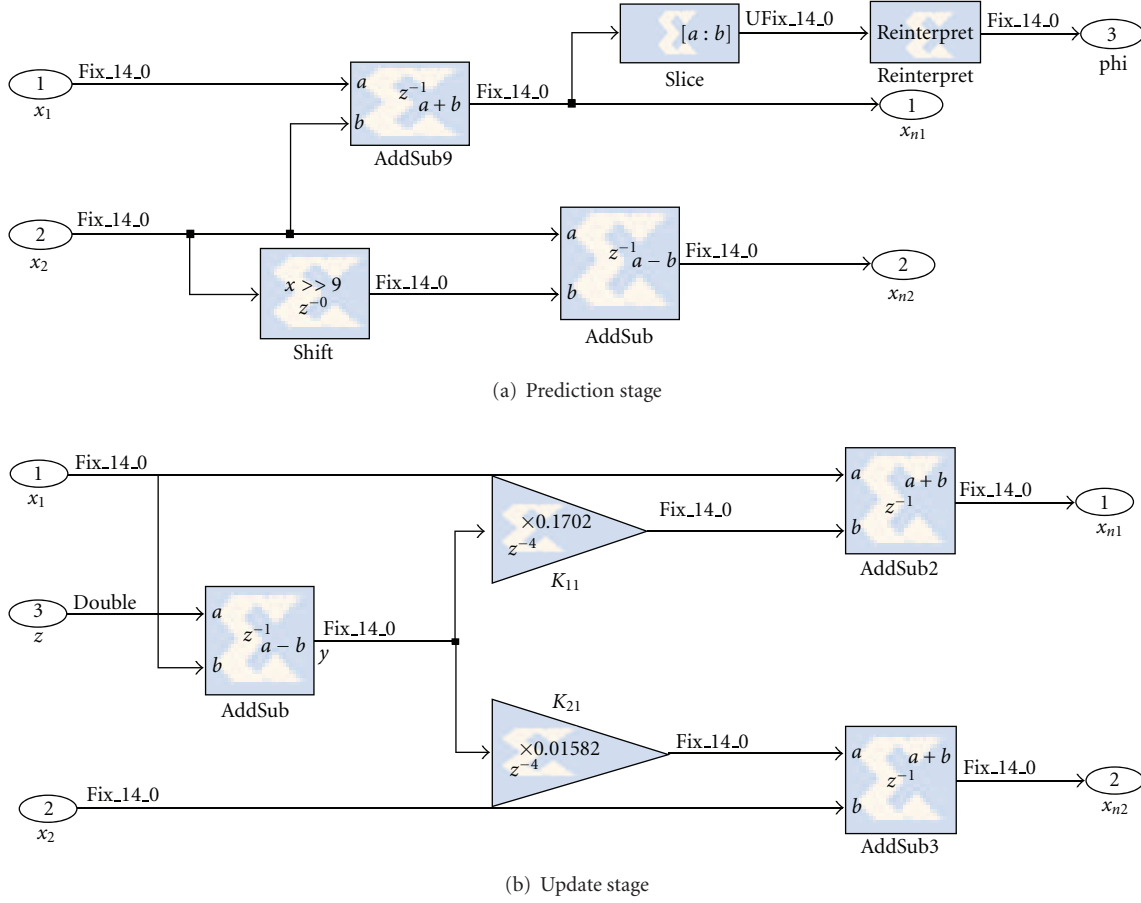 1
x1
Fix_14_0
a
b
z−1
a + b
AddSub9
Fix_14_0
[a : b]
Slice
UFix_14_0
Reinterpret
Reinterpret
Fix_14_0
3
phi
1
xn1
2
x2
Fix_14_0
x >> 9
z−0
Shift
Fix_14_0
a
b
z−1
a − b
AddSub
Fix_14_0
2
xn2
(a) Prediction stage
1
x1
Fix_14_0
3
z
Double
a
b
z−1
a − b
AddSub
Fix_14_0
y
×0.1702
z−4
K11
Fix_14_0
a
b
a + b
z−1
AddSub2
Fix_14_0
1
xn1
K21
×0.01582
z−4
Fix_14_0
2
x2
Fix_14_0
a
b
a + b
z−1
AddSub3
Fix_14_0
2
xn2
(b) Update stage